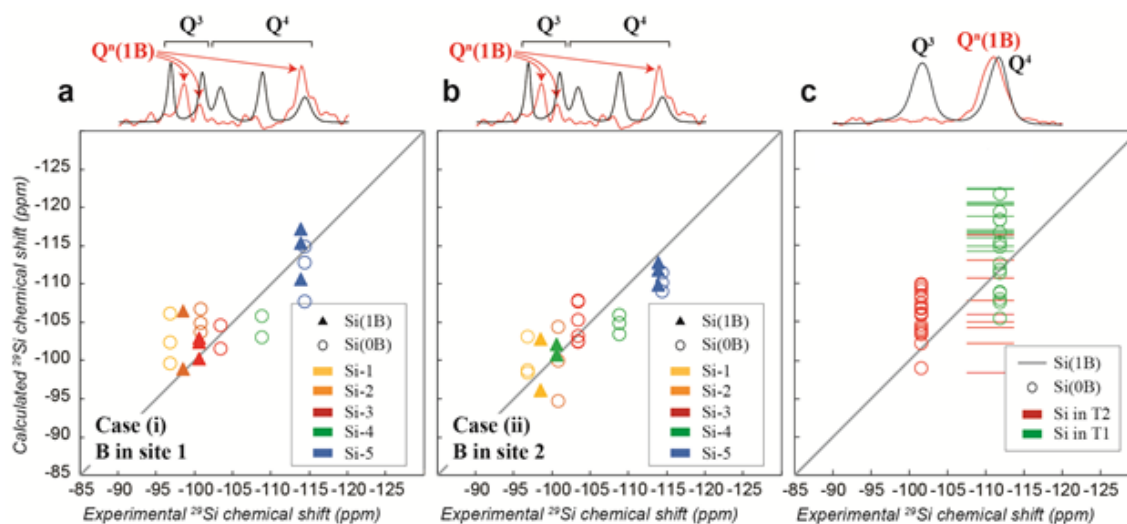 Q³ Q⁴
Qⁿ(1B)
a
Q³ Q⁴
Qⁿ(1B)
b
Q³ Qⁿ(1B)
Q⁴
c
Calculated ²⁹Si chemical shift (ppm)
-125
-120
-115
-110
-105
-100
-95
-90
-85
Si(1B)
Si(0B)
Si-1
Si-2
Si-3
Si-4
Si-5
Case (i)
B in site 1
Si(1B)
Si(0B)
Si-1
Si-2
Si-3
Si-4
Si-5
Case (ii)
B in site 2
Si(1B)
Si(0B)
Si in T2
Si in T1
-85 -90 -95 -100 -105 -110 -115 -120 -125
-85 -90 -95 -100 -105 -110 -115 -120 -125
-85 -90 -95 -100 -105 -110 -115 -120 -125
Experimental ²⁹Si chemical shift (ppm)
Experimental ²⁹Si chemical shift (ppm)
Experimental ²⁹Si chemical shift (ppm)